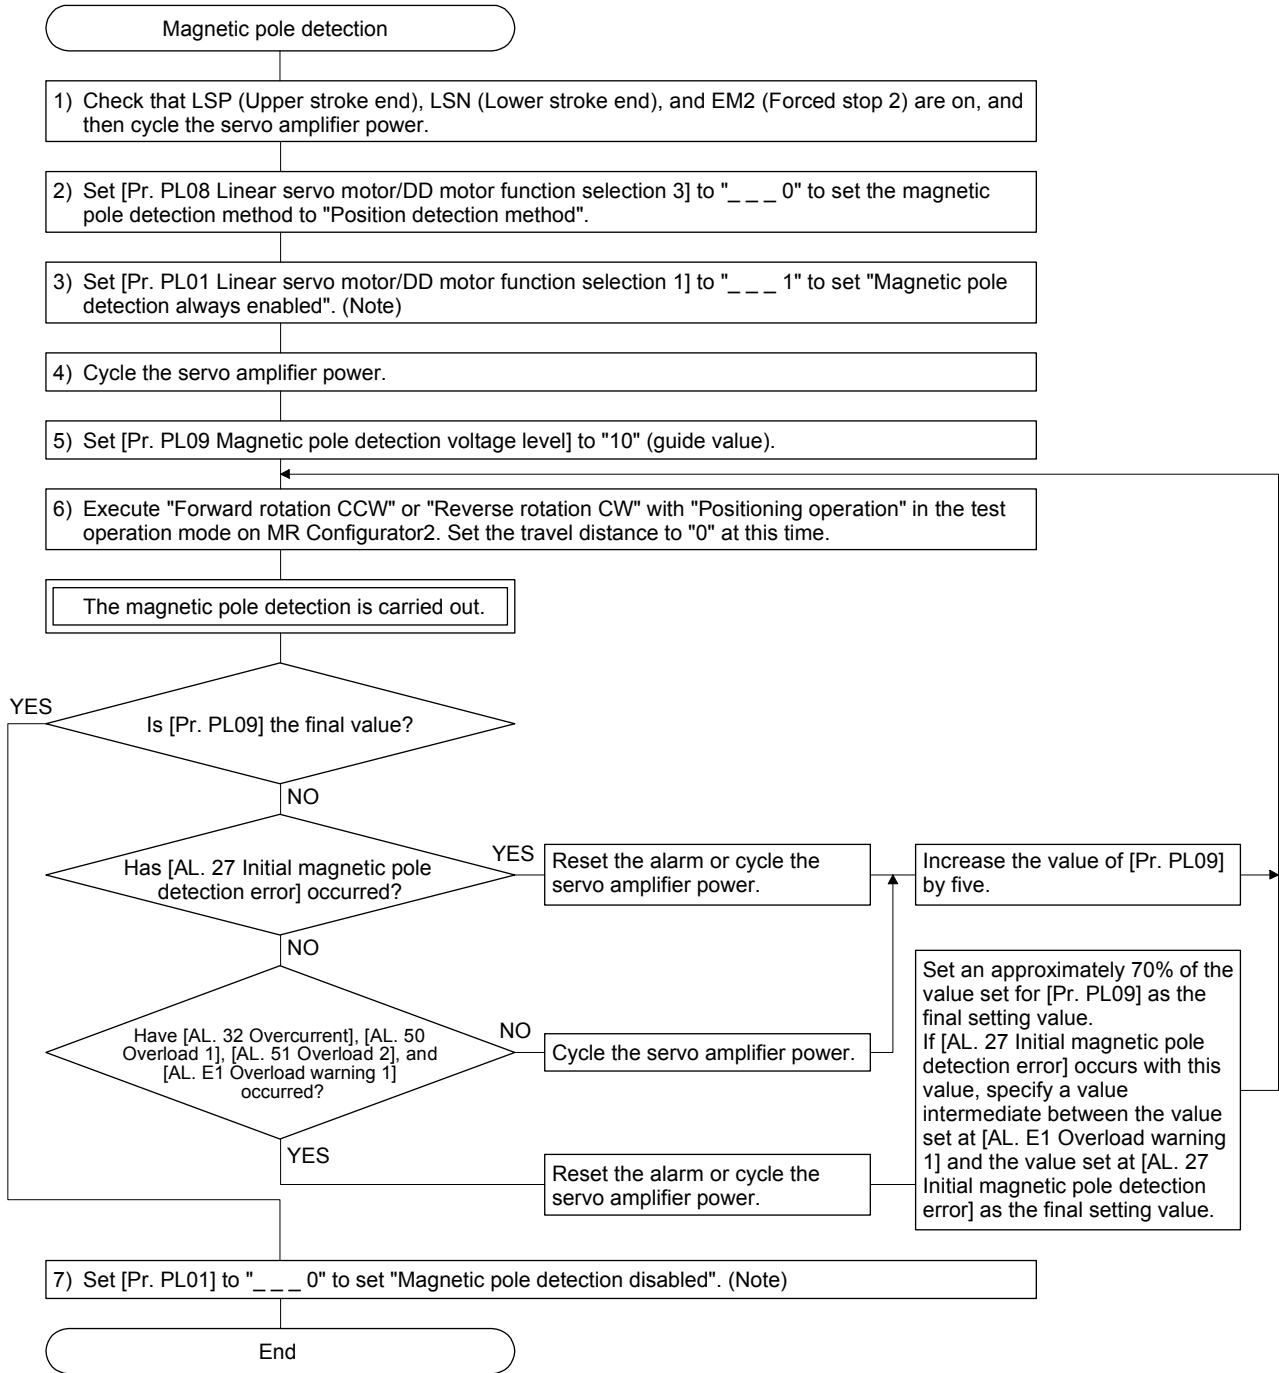 Magnetic pole detection
1) Check that LSP (Upper stroke end), LSN (Lower stroke end), and EM2 (Forced stop 2) are on, and
then cycle the servo amplifier power.
2) Set [Pr. PL08 Linear servo motor/DD motor function selection 3] to "_ _ _ 0" to set the magnetic
pole detection method to "Position detection method".
3) Set [Pr. PL01 Linear servo motor/DD motor function selection 1] to "_ _ _ 1" to set "Magnetic pole
detection always enabled". (Note)
4) Cycle the servo amplifier power.
5) Set [Pr. PL09 Magnetic pole detection voltage level] to "10" (guide value).
6) Execute "Forward rotation CCW" or "Reverse rotation CW" with "Positioning operation" in the test
operation mode on MR Configurator2. Set the travel distance to "0" at this time.
The magnetic pole detection is carried out.
YES
Is [Pr. PL09] the final value?
NO
Has [AL. 27 Initial magnetic pole
detection error] occurred?
YES
Reset the alarm or cycle the
servo amplifier power.
Increase the value of [Pr. PL09]
by five.
NO
Have [AL. 32 Overcurrent], [AL. 50
Overload 1], [AL. 51 Overload 2], and
[AL. E1 Overload warning 1]
occurred?
NO
Cycle the servo amplifier power.
YES
Reset the alarm or cycle the
servo amplifier power.
Set an approximately 70% of the
value set for [Pr. PL09] as the
final setting value.
If [AL. 27 Initial magnetic pole
detection error] occurs with this
value, specify a value
intermediate between the value
set at [AL. E1 Overload warning
1] and the value set at [AL. 27
Initial magnetic pole detection
error] as the final setting value.
7) Set [Pr. PL01] to "_ _ _ 0" to set "Magnetic pole detection disabled". (Note)
End